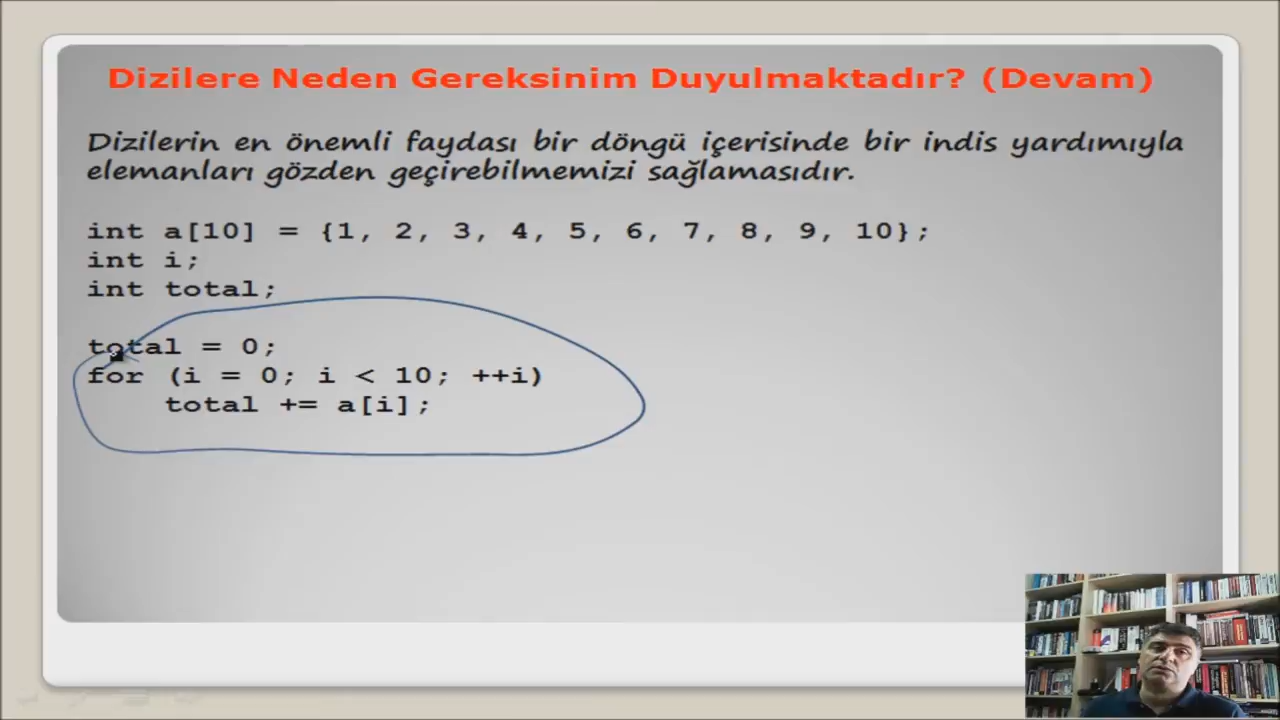 Dizilere Neden Gereksinim Duyulmaktadır? (Devam)
Dizilerin en önemli faydası bir döngü içerisinde bir indis yardımıyla
elemanları gözden geçirebilmemizi sağlamasıdır.
int a[10] = {1, 2, 3, 4, 5, 6, 7, 8, 9, 10};
int i;
int total;
total = 0;
for (i = 0; i < 10; ++i)
total += a[i];